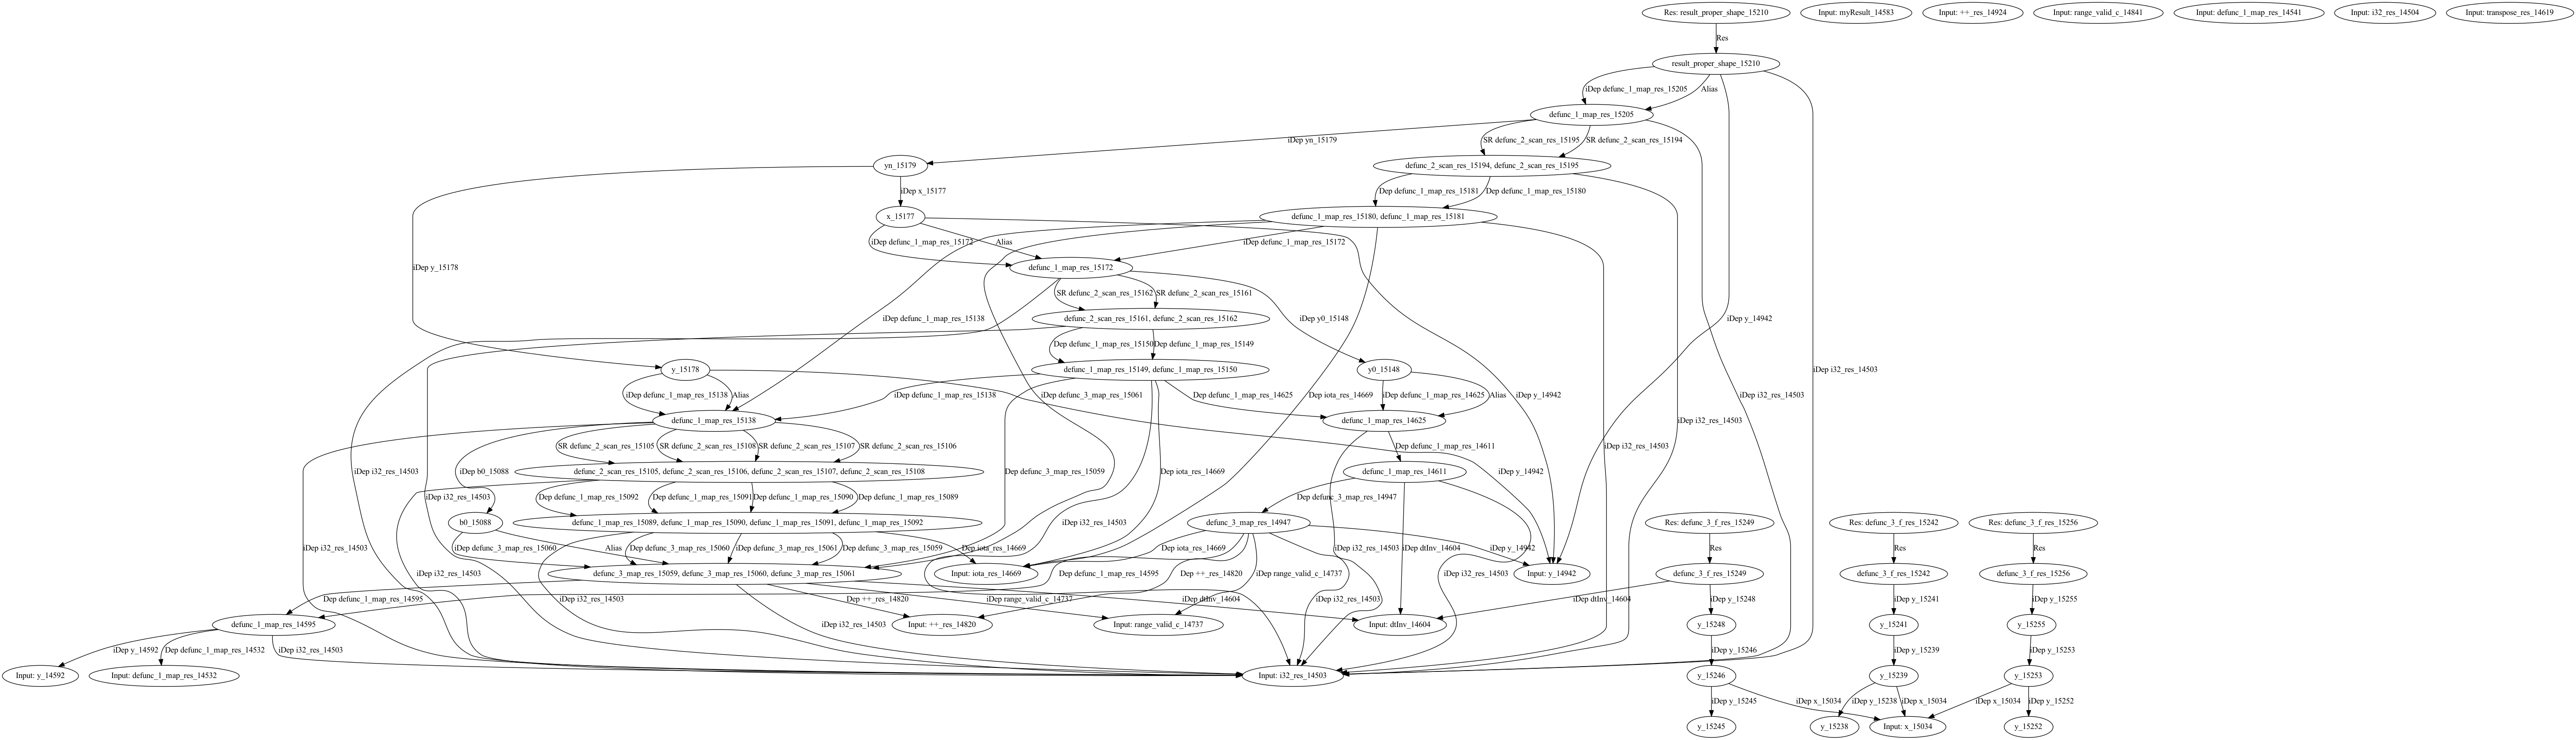 Res: result_proper_shape_15210
Input: myResult_14583
Input: ++_res_14924
Input: range_valid_c_14841
Input: defunc_1_map_res_14541
Input: i32_res_14504
Input: transpose_res_14619
Res
result_proper_shape_15210
iDep defunc_1_map_res_15205
Alias
defunc_1_map_res_15205
iDep yn_15179
SR defunc_2_scan_res_15195
SR defunc_2_scan_res_15194
yn_15179
defunc_2_scan_res_15194, defunc_2_scan_res_15195
iDep x_15177
Dep defunc_1_map_res_15181
Dep defunc_1_map_res_15180
x_15177
defunc_1_map_res_15180, defunc_1_map_res_15181
iDep defunc_1_map_res_15172
Alias
iDep defunc_1_map_res_15172
iDep y_15178
defunc_1_map_res_15172
SR defunc_2_scan_res_15162
SR defunc_2_scan_res_15161
iDep defunc_1_map_res_15138
defunc_2_scan_res_15161, defunc_2_scan_res_15162
iDep y0_15148
iDep y_14942
Dep defunc_1_map_res_15150
Dep defunc_1_map_res_15149
y_15178
defunc_1_map_res_15149, defunc_1_map_res_15150
y0_15148
iDep i32_res_14503
iDep defunc_1_map_res_15138
Alias
iDep defunc_1_map_res_15138
iDep defunc_3_map_res_15061
Dep defunc_1_map_res_14625
iDep defunc_1_map_res_14625
Dep iota_res_14669
Alias
iDep y_14942
iDep i32_res_14503
defunc_1_map_res_15138
defunc_1_map_res_14625
iDep i32_res_14503
SR defunc_2_scan_res_15105
SR defunc_2_scan_res_15108
SR defunc_2_scan_res_15107
SR defunc_2_scan_res_15106
Dep defunc_1_map_res_14611
iDep i32_res_14503
iDep i32_res_14503
iDep b0_15088
defunc_2_scan_res_15105, defunc_2_scan_res_15106, defunc_2_scan_res_15107, defunc_2_scan_res_15108
Dep defunc_3_map_res_15059
Dep iota_res_14669
defunc_1_map_res_14611
iDep y_14942
iDep i32_res_14503
Dep defunc_1_map_res_15092
Dep defunc_1_map_res_15091
Dep defunc_1_map_res_15090
Dep defunc_1_map_res_15089
Dep defunc_3_map_res_14947
b0_15088
defunc_1_map_res_15089, defunc_1_map_res_15090, defunc_1_map_res_15091, defunc_1_map_res_15092
iDep i32_res_14503
defunc_3_map_res_14947
Res: defunc_3_f_res_15249
Res: defunc_3_f_res_15242
Res: defunc_3_f_res_15256
iDep i32_res_14503
iDep defunc_3_map_res_15060
Alias
Dep defunc_3_map_res_15060
iDep defunc_3_map_res_15061
Dep defunc_3_map_res_15059
Dep iota_res_14669
Dep iota_res_14669
iDep i32_res_14503
iDep dtInv_14604
iDep y_14942
Res
Res
Res
iDep i32_res_14503
defunc_3_map_res_15059, defunc_3_map_res_15060, defunc_3_map_res_15061
Input: iota_res_14669
Dep defunc_1_map_res_14595
Dep ++_res_14820
iDep range_valid_c_14737
iDep i32_res_14503
Input: y_14942
defunc_3_f_res_15249
defunc_3_f_res_15242
defunc_3_f_res_15256
Dep defunc_1_map_res_14595
iDep i32_res_14503
Dep ++_res_14820
iDep range_valid_c_14737
iDep dtInv_14604
iDep i32_res_14503
iDep dtInv_14604
iDep y_15248
iDep y_15241
iDep y_15255
defunc_1_map_res_14595
iDep i32_res_14503
Input: ++_res_14820
Input: range_valid_c_14737
Input: dtInv_14604
y_15248
y_15241
y_15255
iDep y_14592
Dep defunc_1_map_res_14532
iDep i32_res_14503
iDep y_15246
iDep y_15239
iDep y_15253
Input: y_14592
Input: defunc_1_map_res_14532
Input: i32_res_14503
y_15246
y_15239
y_15253
iDep y_15245
iDep x_15034
iDep y_15238
iDep x_15034
iDep x_15034
iDep y_15252
y_15245
y_15238
Input: x_15034
y_15252